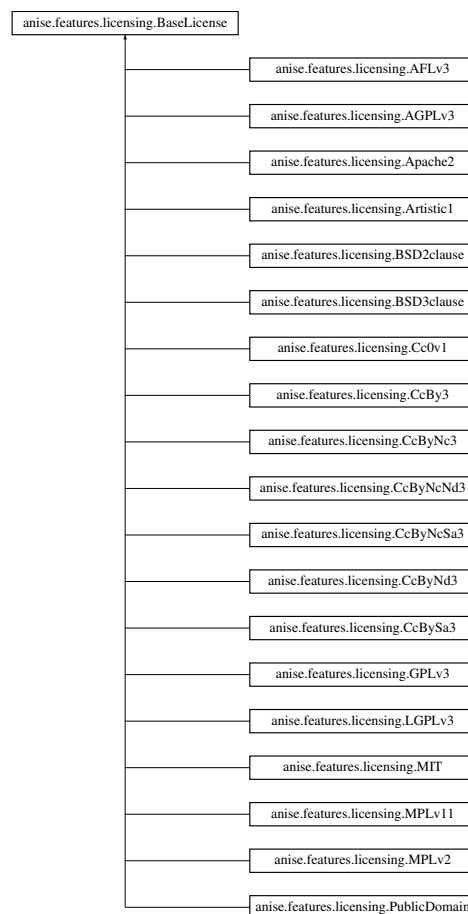 anise.features.licensing.BaseLicense
anise.features.licensing.AFLv3
anise.features.licensing.AGPLv3
anise.features.licensing.Apache2
anise.features.licensing.Artistic1
anise.features.licensing.BSD2clause
anise.features.licensing.BSD3clause
anise.features.licensing.Cc0v1
anise.features.licensing.CcBy3
anise.features.licensing.CcByNc3
anise.features.licensing.CcByNcNd3
anise.features.licensing.CcByNcSa3
anise.features.licensing.CcByNd3
anise.features.licensing.CcBySa3
anise.features.licensing.GPLv3
anise.features.licensing.LGPLv3
anise.features.licensing.MIT
anise.features.licensing.MPLv11
anise.features.licensing.MPLv2
anise.features.licensing.PublicDomain